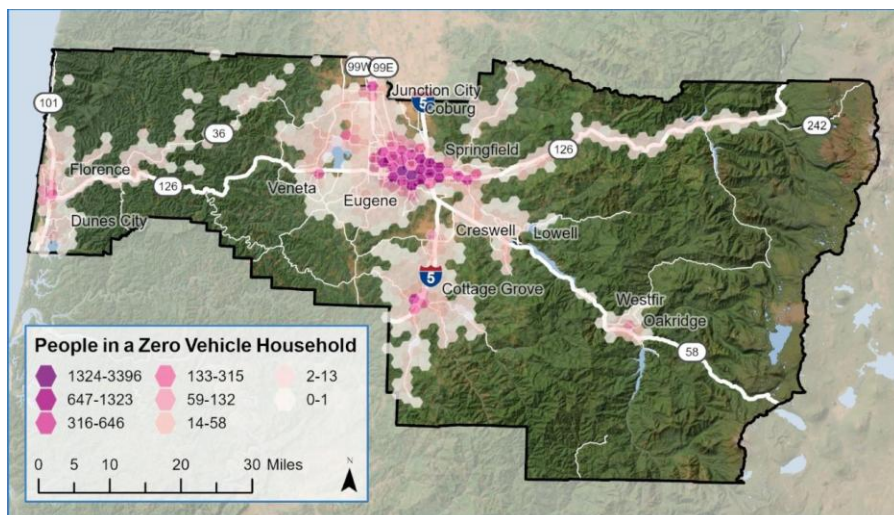 99W 99E
101
Junction City
5
Coburg
36
Springfield
126
242
Florence
126
Veneta
Eugene
Dunes City
Creswell
Lowell
5
Cottage Grove
Westfir
Oakridge
58
People in a Zero Vehicle Household
1324-3396 133-315 2-13
647-1323 59-132 0-1
316-646 14-58
0 10 20 30 Miles
N